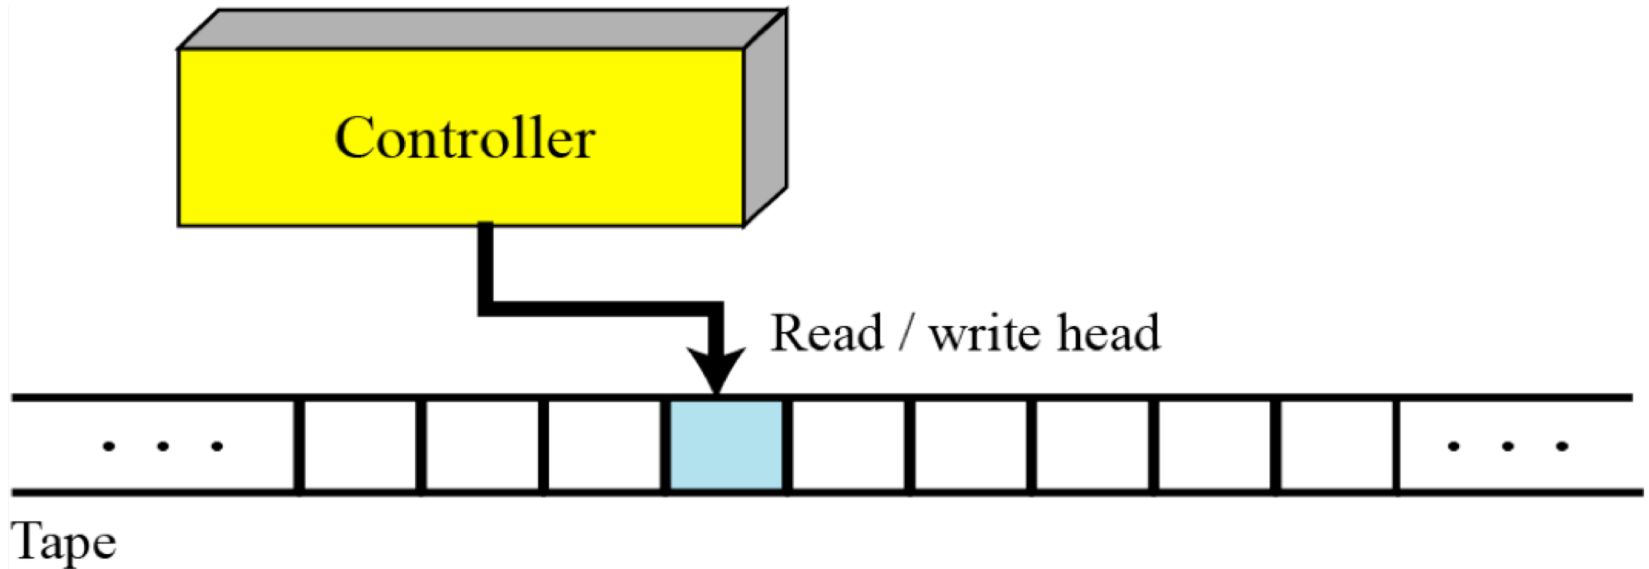 Controller
Read / write head
. . .
. . .
Tape